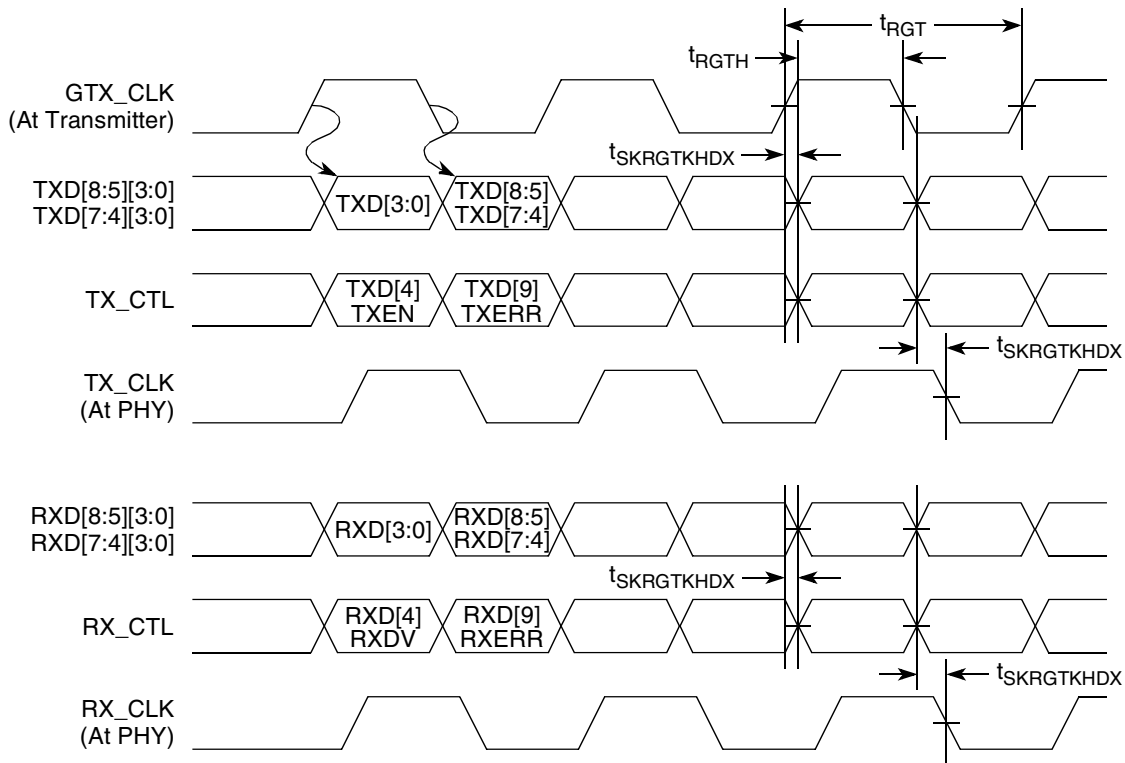 tRGT
tRGTH
GTX_CLK
(At Transmitter)
tSKRGTKHDX
TXD[8:5][3:0]
TXD[7:4][3:0]
TXD[3:0]
TXD[8:5]
TXD[7:4]
TX_CTL
TXD[4]
TXEN
TXD[9]
TXERR
tSKRGTKHDX
TX_CLK
(At PHY)
RXD[8:5][3:0]
RXD[7:4][3:0]
RXD[3:0]
RXD[8:5]
RXD[7:4]
tSKRGTKHDX
RX_CTL
RXD[4]
RXDV
RXD[9]
RXERR
tSKRGTKHDX
RX_CLK
(At PHY)